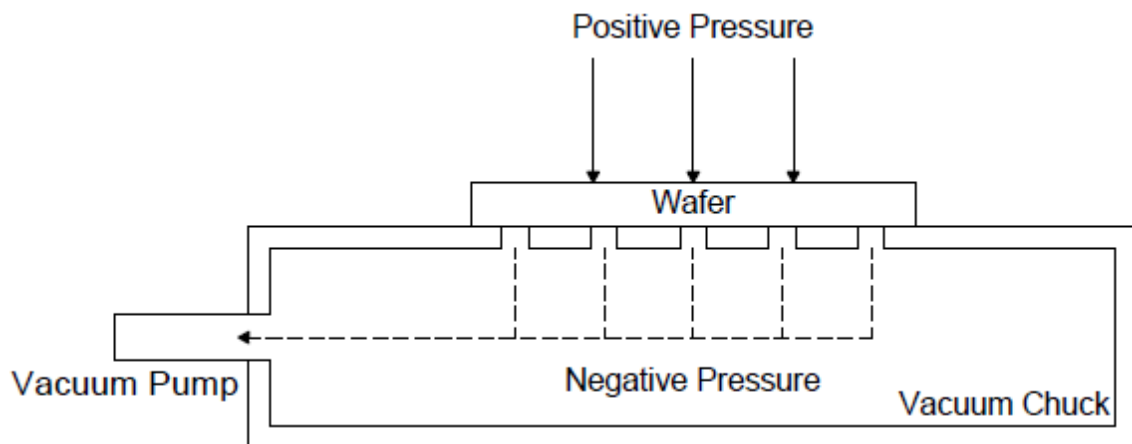 Positive Pressure
Wafer
Vacuum Pump
Negative Pressure
Vacuum Chuck